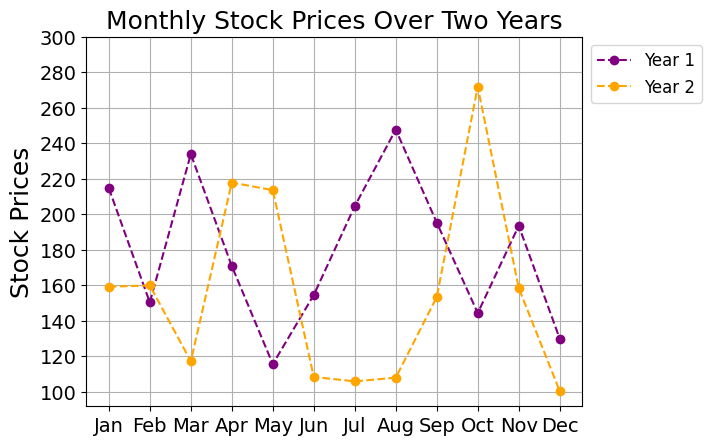 Monthly Stock Prices Over Two Years
Stock Prices
300
280
260
240
220
200
180
160
140
120
100
Jan Feb Mar Apr May Jun Jul Aug Sep Oct Nov Dec
Year 1
Year 2